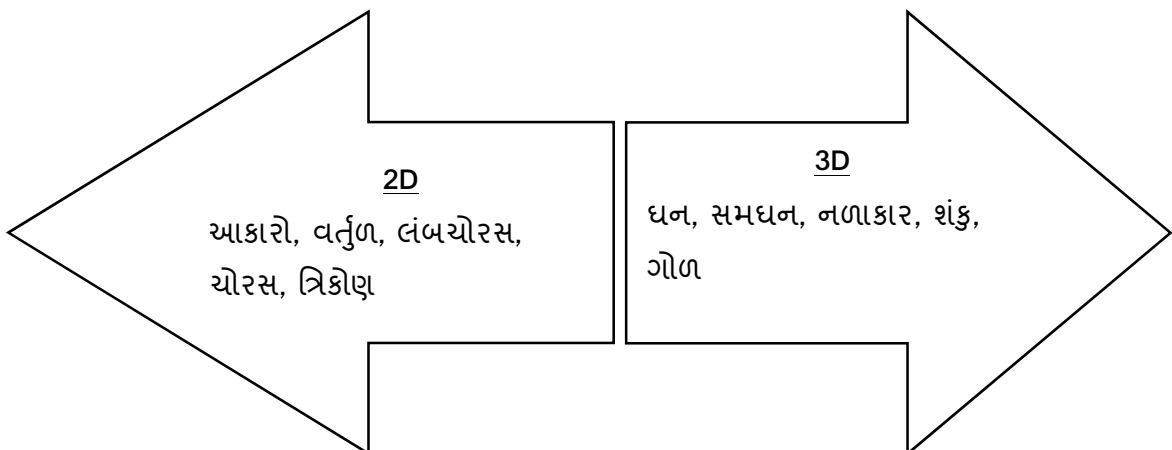 2D
આકારો, વર્તુળ, લંબચોરસ,
ચોરસ, ત્રિકોણ
3D
ઘન, સમઘન, નળાકાર, શંકુ,
ગોળ